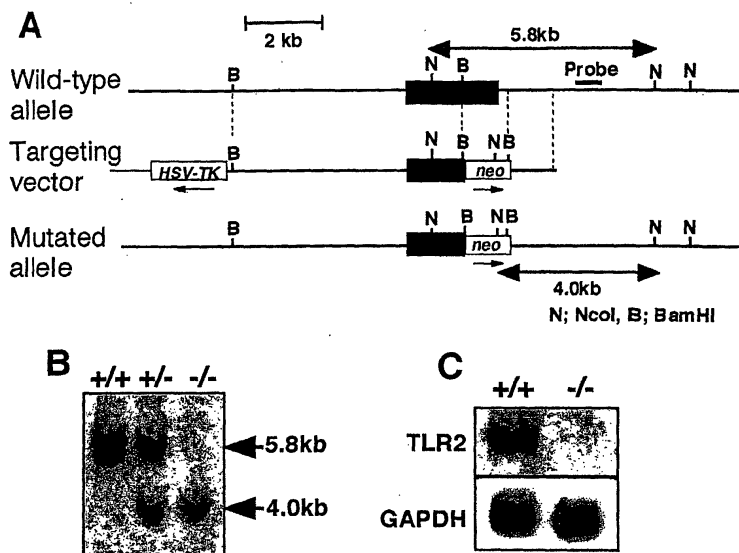 A
2 kb
5.8kb
Wild-type allele
B
N
B
Probe
N
N
Targeting vector
HSV-TK
B
N
B
N
B
neo
Mutated allele
B
N
B
N
B
neo
N
N
4.0kb
N; NcoI, B; BamHI
B
+/+ +/- -/-
5.8kb
4.0kb
C
+/+ -/-
TLR2
GAPDH